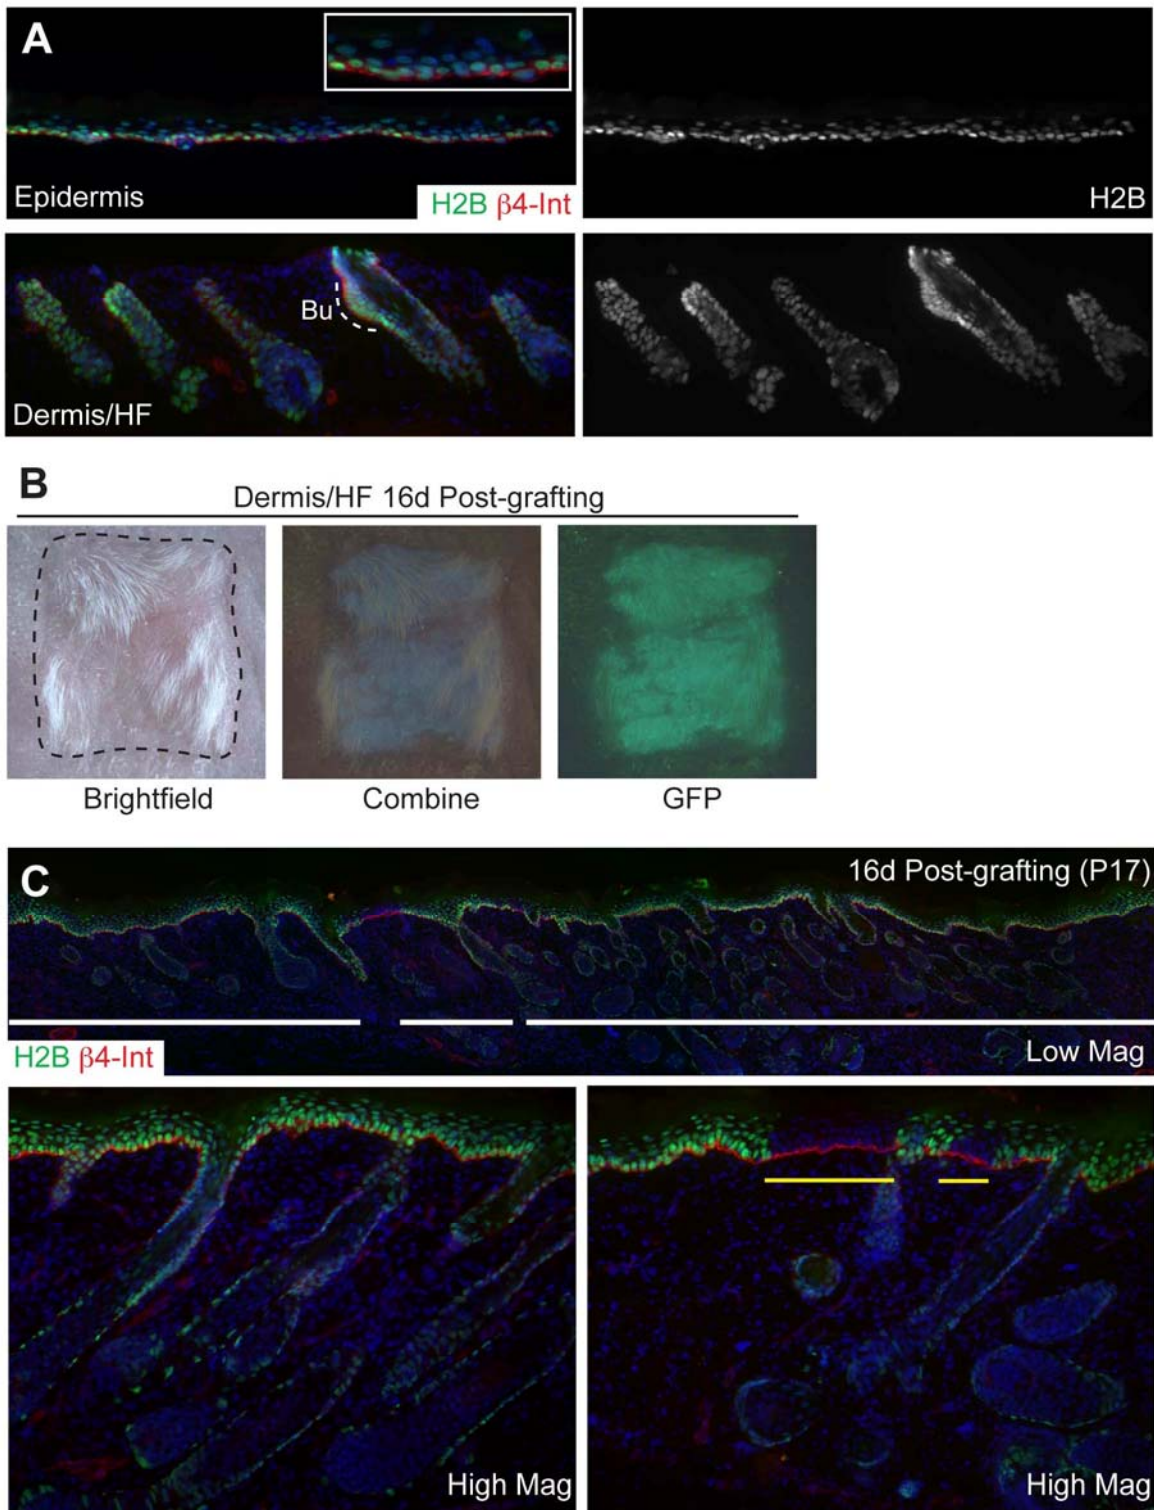 A
Epidermis
H2B β4-Int
H2B
Bu
Dermis/HF
B
Dermis/HF 16d Post-grafting
Brightfield
Combine
GFP
C
16d Post-grafting (P17)
H2B β4-Int
Low Mag
High Mag
High Mag